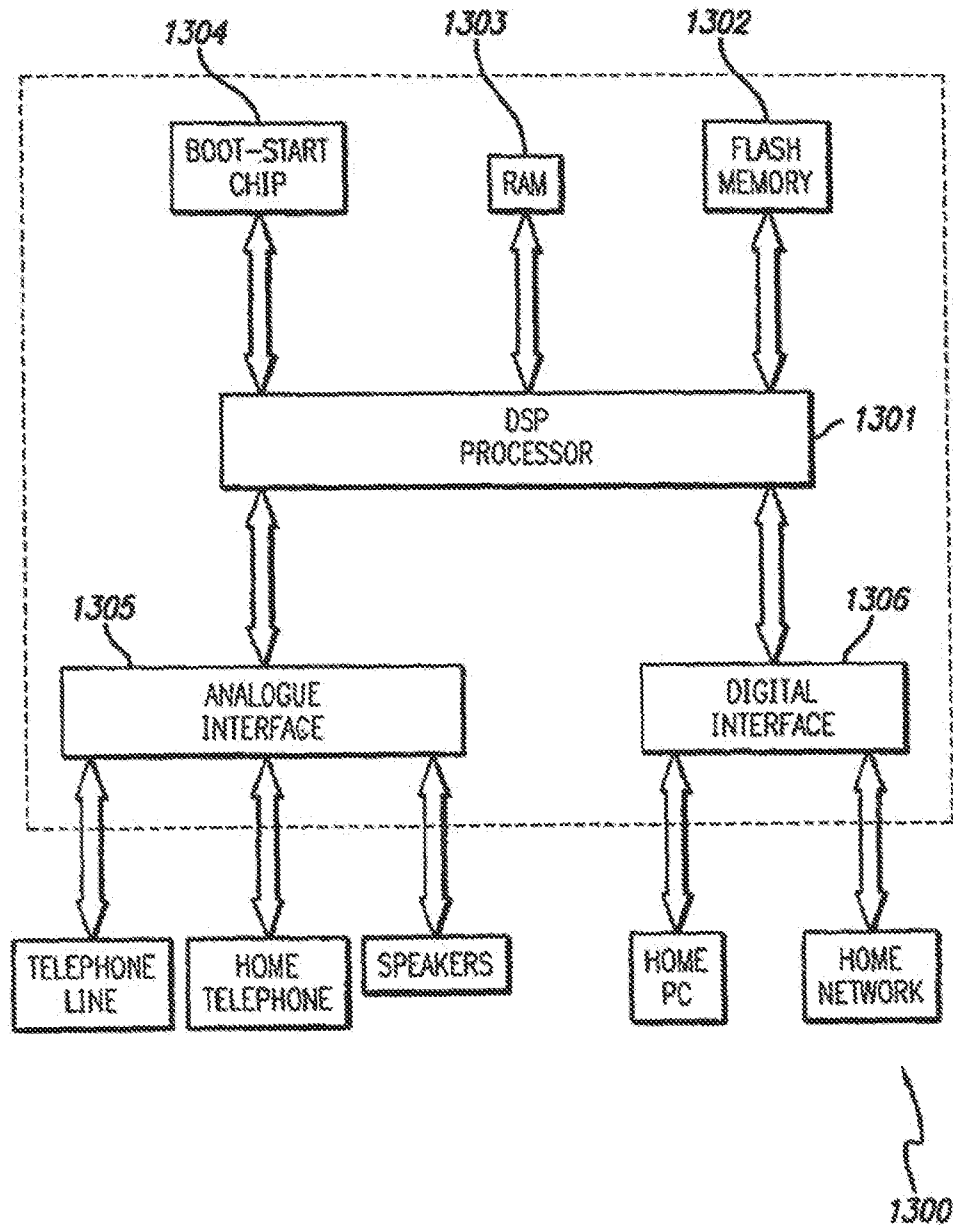 1304
1303
1302
BOOT-START
CHIP
RAM
FLASH
MEMORY
DSP
PROCESSOR
1301
1305
1306
ANALOGUE
INTERFACE
DIGITAL
INTERFACE
TELEPHONE
LINE
HOME
TELEPHONE
SPEAKERS
HOME
PC
HOME
NETWORK
1300